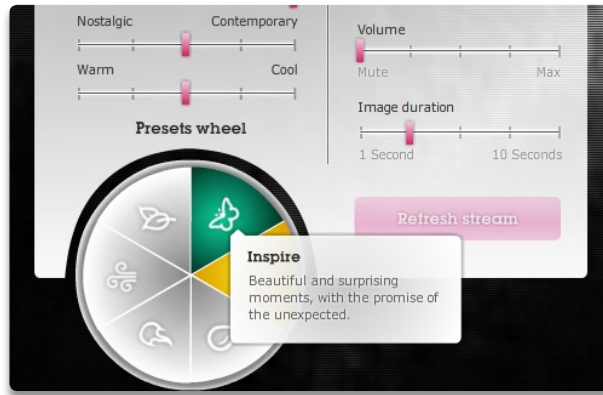 Nostalgic Contemporary
Warm Cool
Presets wheel
Volume
Mute Max
Image duration
1 Second 10 Seconds
Refresh stream
Inspire
Beautiful and surprising
moments, with the promise of
the unexpected.